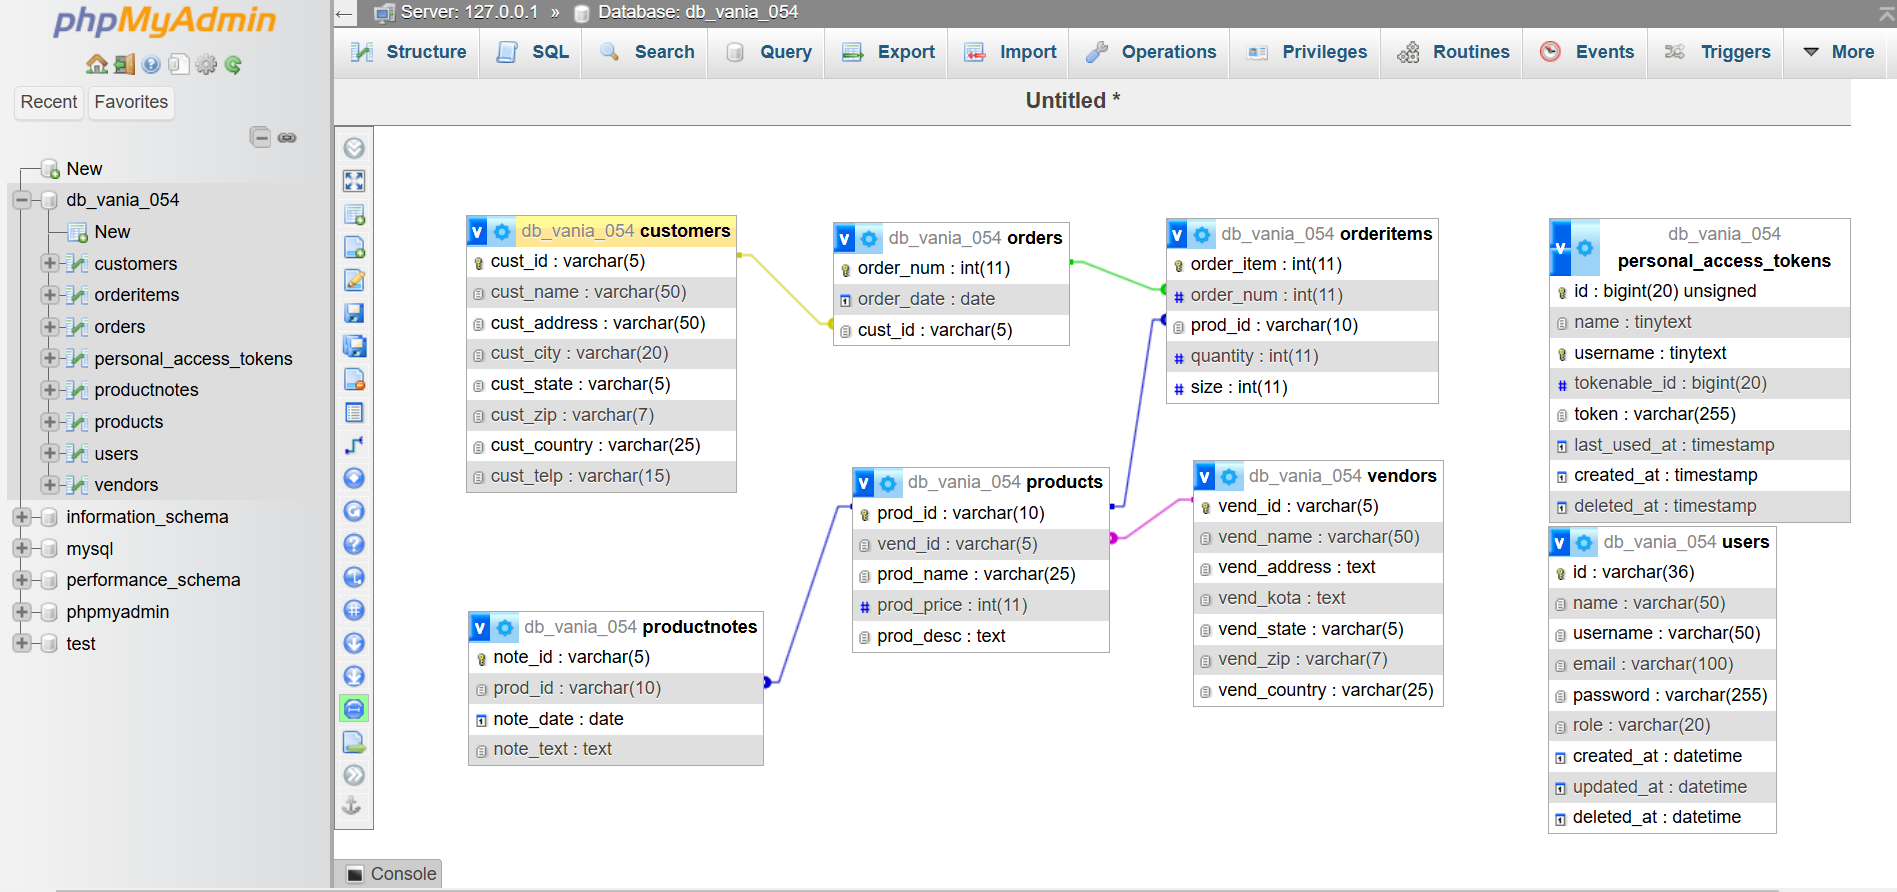 phpMyAdmin
Recent
Favorites
New
db_vania_054
New
customers
orderitems
orders
personal_access_tokens
productnotes
products
users
vendors
information_schema
mysql
performance_schema
phpmyadmin
test
← Server: 127.0.0.1 » Database: db_vania_054
Structure
SQL
Search
Query
Export
Import
Operations
Privileges
Routines
Events
Triggers
More
Untitled *
v db_vania_054 customers
cust_id : varchar(5)
cust_name : varchar(50)
cust_address : varchar(50)
cust_city : varchar(20)
cust_state : varchar(5)
cust_zip : varchar(7)
cust_country : varchar(25)
cust_telp : varchar(15)
v db_vania_054 orders
order_num : int(11)
order_date : date
cust_id : varchar(5)
v db_vania_054 orderitems
order_item : int(11)
# order_num : int(11)
prod_id : varchar(10)
# quantity : int(11)
# size : int(11)
v db_vania_054
personal_access_tokens
id : bigint(20) unsigned
name : tinytext
username : tinytext
# tokenable_id : bigint(20)
token : varchar(255)
last_used_at : timestamp
created_at : timestamp
deleted_at : timestamp
v db_vania_054 products
prod_id : varchar(10)
vend_id : varchar(5)
prod_name : varchar(25)
# prod_price : int(11)
prod_desc : text
v db_vania_054 vendors
vend_id : varchar(5)
vend_name : varchar(50)
vend_address : text
vend_kota : text
vend_state : varchar(5)
vend_zip : varchar(7)
vend_country : varchar(25)
v db_vania_054 users
id : varchar(36)
name : varchar(50)
username : varchar(50)
email : varchar(100)
password : varchar(255)
role : varchar(20)
created_at : datetime
updated_at : datetime
deleted_at : datetime
v db_vania_054 productnotes
note_id : varchar(5)
prod_id : varchar(10)
note_date : date
note_text : text
Console